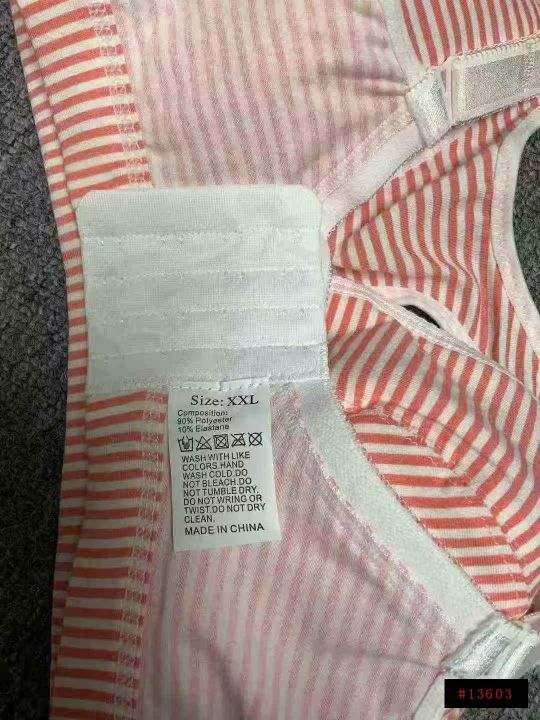 Size: XXL
Composition:
90% Polyester
10% Elastane
WASH WITH LIKE
COLORS.HAND
WASH COLD.DO
NOT BLEACH.DO
NOT TUMBLE DRY.
DO NOT WRING OR
TWIST.DO NOT DRY
CLEAN.
MADE IN CHINA
#13603